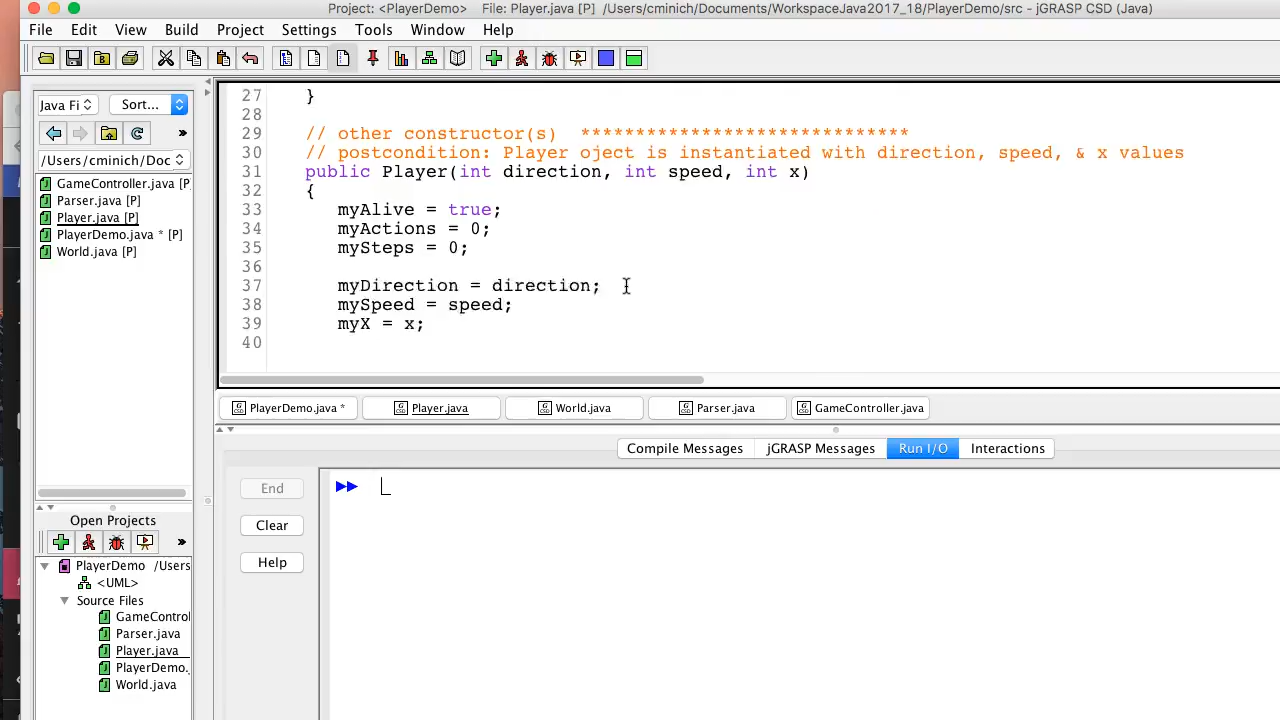 Project: <PlayerDemo>   File: Player.java [P]  /Users/cminich/Documents/WorkspaceJava2017_18/PlayerDemo/src - jGRASP CSD (Java)
File Edit View Build Project Settings Tools Window Help
Java Fi Sort...
»
/Users/cminich/Doc
GameController.java [P
Parser.java [P]
Player.java [P]
PlayerDemo.java * [P]
World.java [P]
27 }
28
29 // other constructor(s)  ******************************
30 // postcondition: Player oject is instantiated with direction, speed, & x values
31 public Player(int direction, int speed, int x)
32 {
33 myAlive = true;
34 myActions = 0;
35 mySteps = 0;
36
37 myDirection = direction;
38 mySpeed = speed;
39 myX = x;
40
PlayerDemo.java * Player.java World.java Parser.java GameController.java
Compile Messages jGRASP Messages Run I/O Interactions
End
Clear
Help
Open Projects
»
PlayerDemo /Users
<UML>
Source Files
GameContro
Parser.java
Player.java
PlayerDemo.
World.java